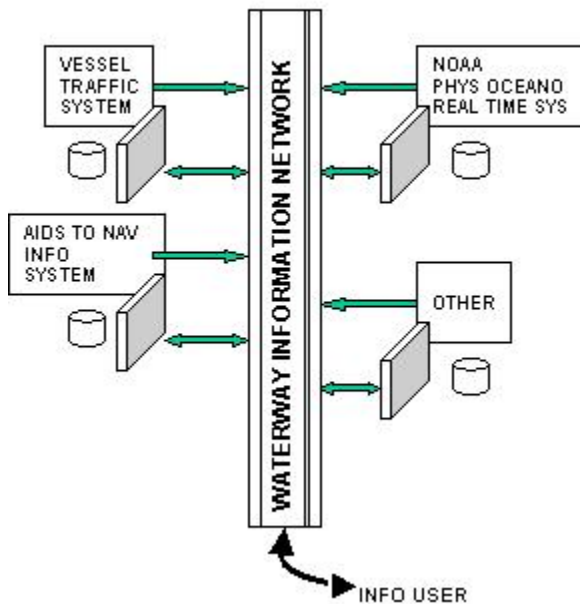 VESSEL
TRAFFIC
SYSTEM
NOAA
PHYS OCEANO
REAL TIME SYS
WATERWAY INFORMATION NETWORK
AIDS TO NAV
INFO
SYSTEM
OTHER
INFO USER